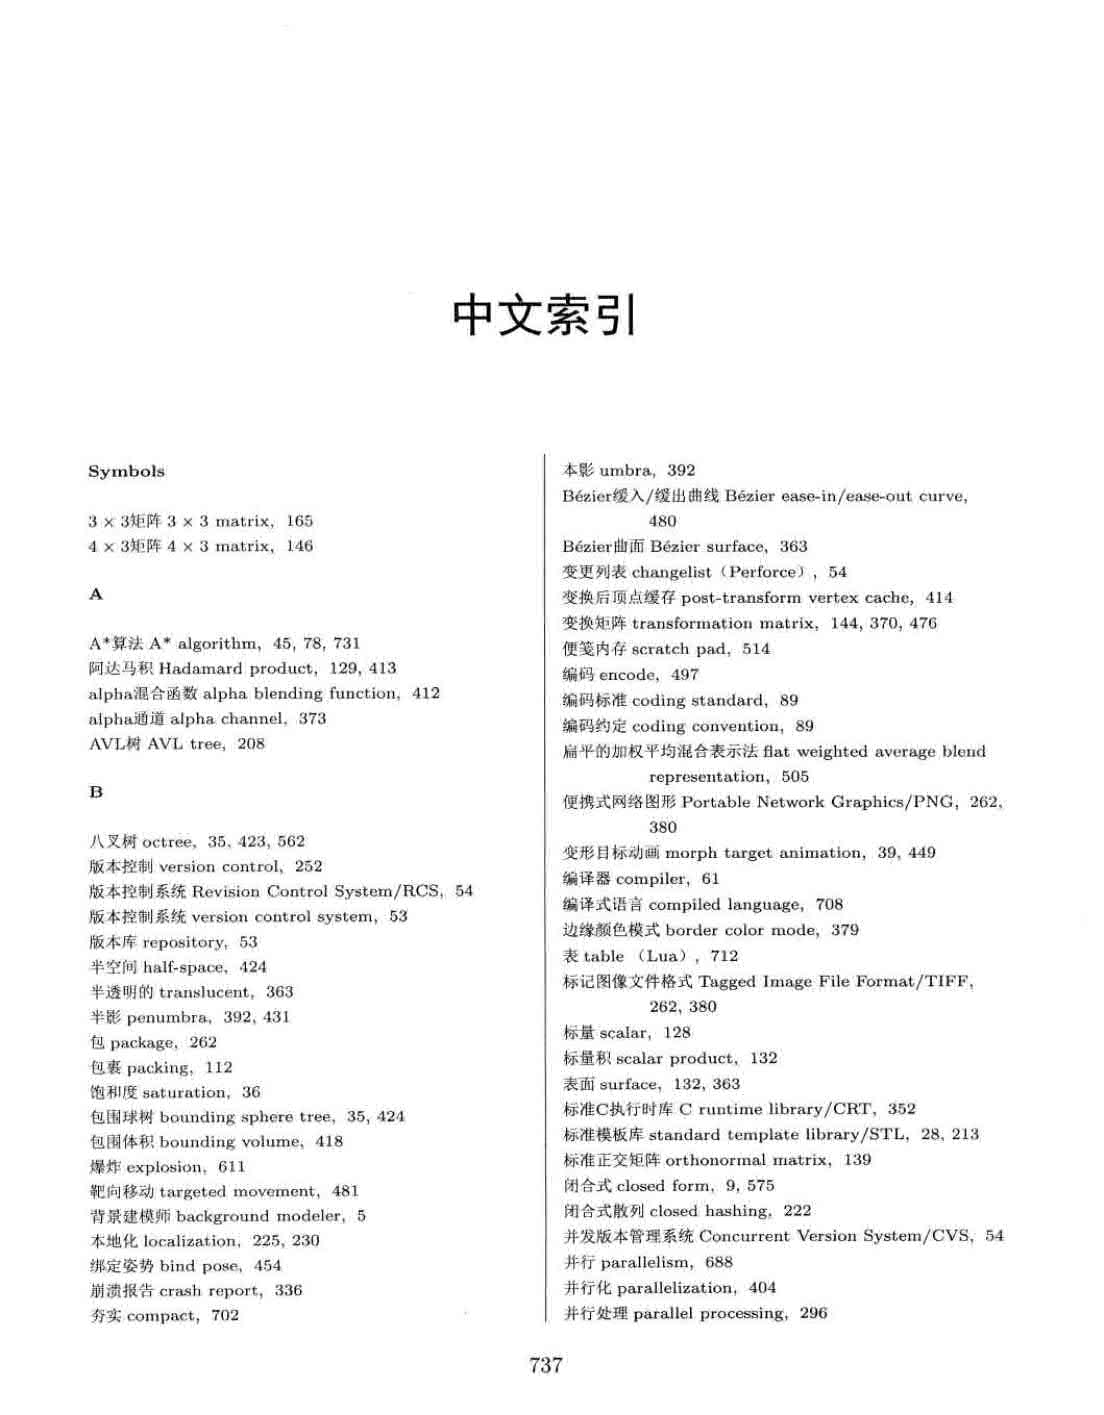 中文索引
Symbols
3 × 3矩阵 3 × 3 matrix, 165
4 × 3矩阵 4 × 3 matrix, 146
A
A*算法 A* algorithm, 45, 78, 731
阿达马积 Hadamard product, 129, 413
alpha混合函数 alpha blending function, 412
alpha通道 alpha channel, 373
AVL树 AVL tree, 208
B
八叉树 octree, 35, 423, 562
版本控制 version control, 252
版本控制系统 Revision Control System/RCS, 54
版本控制系统 version control system, 53
版本库 repository, 53
半空间 half-space, 424
半透明的 translucent, 363
半影 penumbra, 392, 431
包 package, 262
包裹 packing, 112
饱和度 saturation, 36
包围球树 bounding sphere tree, 35, 424
包围体积 bounding volume, 418
爆炸 explosion, 611
靶向移动 targeted movement, 481
背景建模师 background modeler, 5
本地化 localization, 225, 230
绑定姿势 bind pose, 454
崩溃报告 crash report, 336
夯实 compact, 702
本影 umbra, 392
Bézier缓入/缓出曲线 Bézier ease-in/ease-out curve,
480
Bézier曲面 Bézier surface, 363
变更列表 changelist（Perforce）, 54
变换后顶点缓存 post-transform vertex cache, 414
变换矩阵 transformation matrix, 144, 370, 476
便笺内存 scratch pad, 514
编码 encode, 497
编码标准 coding standard, 89
编码约定 coding convention, 89
扁平的加权平均混合表示法 flat weighted average blend
representation, 505
便携式网络图形 Portable Network Graphics/PNG, 262,
380
变形目标动画 morph target animation, 39, 449
编译器 compiler, 61
编译式语言 compiled language, 708
边缘颜色模式 border color mode, 379
表 table （Lua）, 712
标记图像文件格式 Tagged Image File Format/TIFF,
262, 380
标量 scalar, 128
标量积 scalar product, 132
表面 surface, 132, 363
标准C执行时库 C runtime library/CRT, 352
标准模板库 standard template library/STL, 28, 213
标准正交矩阵 orthonormal matrix, 139
闭合式 closed form, 9, 575
闭合式散列 closed hashing, 222
并发版本管理系统 Concurrent Version System/CVS, 54
并行 parallelism, 688
并行化 parallelization, 404
并行处理 parallel processing, 296
737